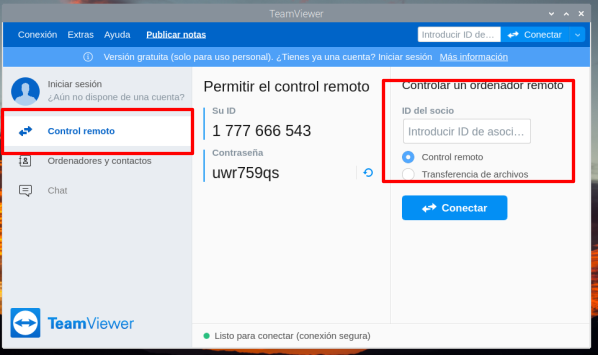 TeamViewer
Conexión Extras Ayuda Publicar notas
Introducir ID de... Conectar
Versión gratuita (solo para uso personal). ¿Tienes ya una cuenta? Iniciar sesión Más información
Iniciar sesión
¿Aún no dispone de una cuenta?
Control remoto
Ordenadores y contactos
Chat
TeamViewer
Permitir el control remoto
Su ID
1 777 666 543
Contraseña
uwr759qs
Controlar un ordenador remoto
ID del socio
Introducir ID de asoci...
Control remoto
Transferencia de archivos
Conectar
Listo para conectar (conexión segura)